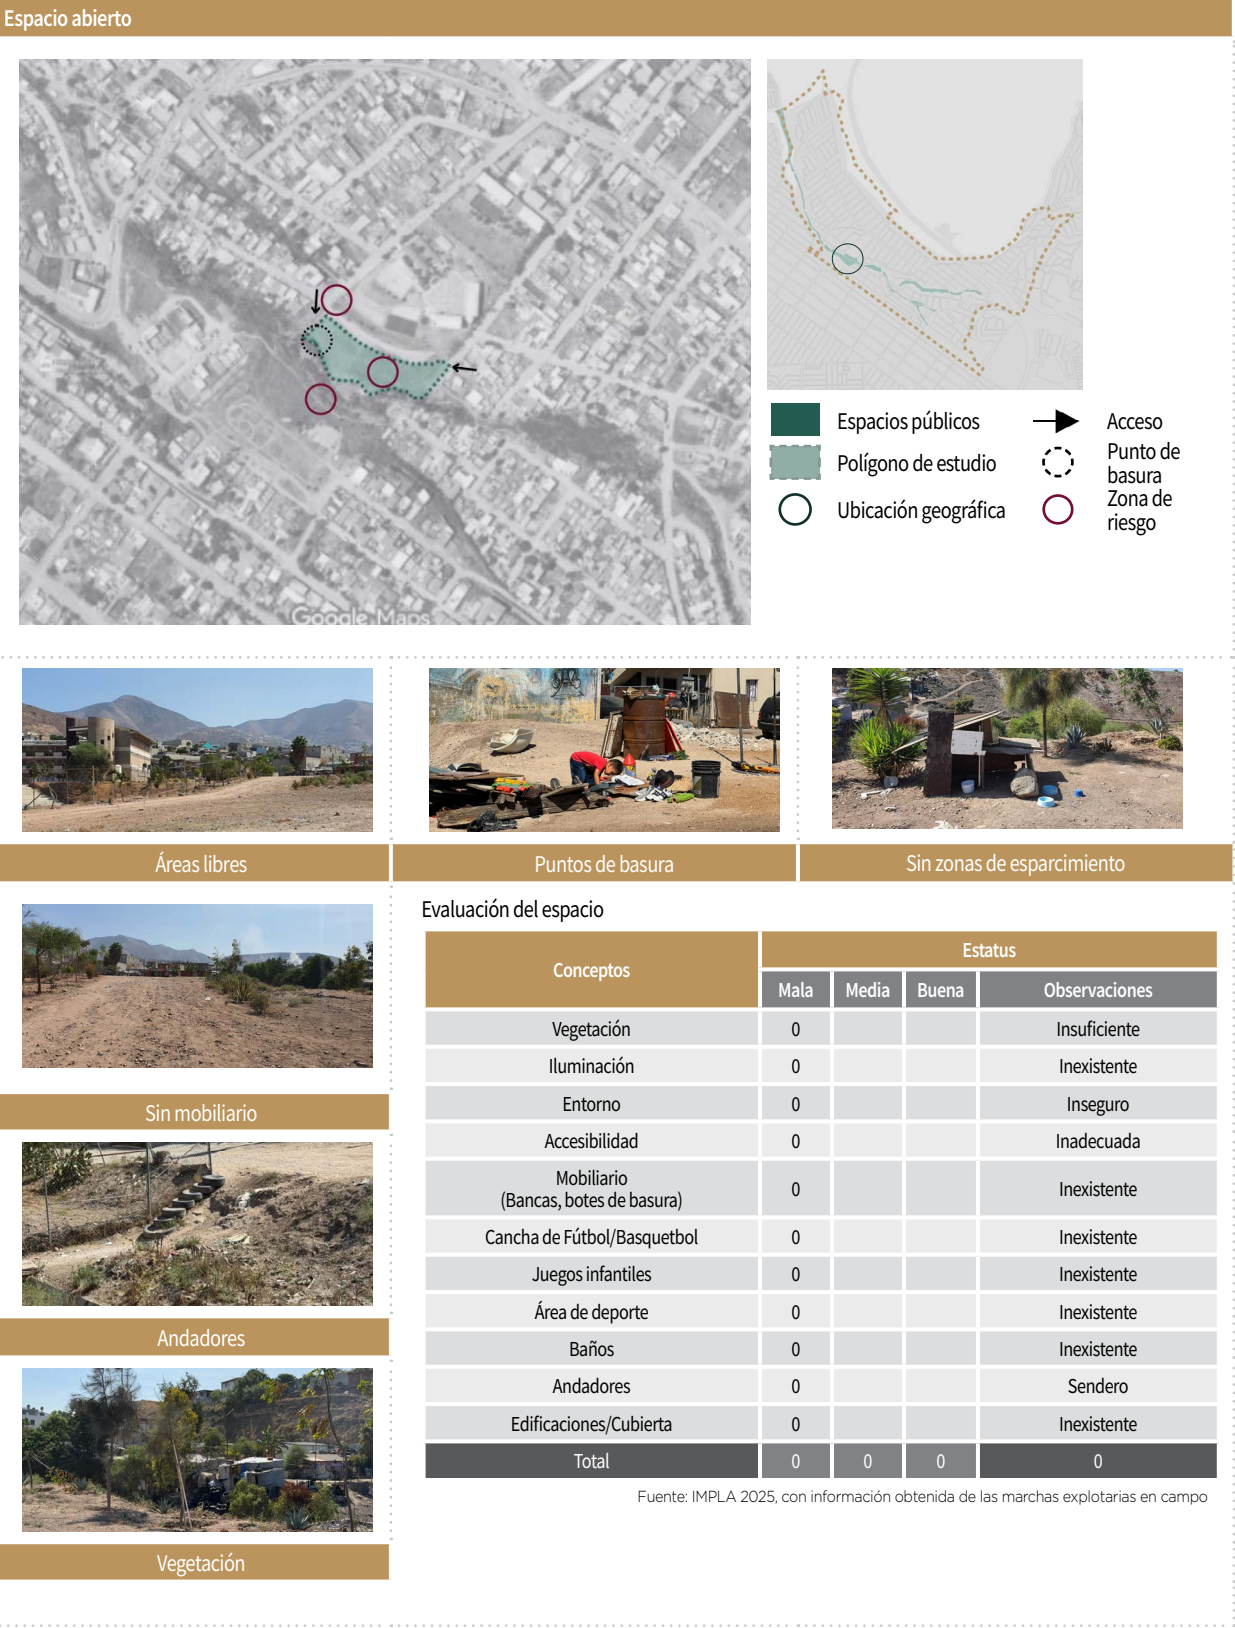 Espacio abierto
Google Maps
Espacios públicos
Polígono de estudio
Ubicación geográfica
Acceso
Punto de
basura
Zona de
riesgo
Áreas libres
Puntos de basura
Sin zonas de esparcimiento
Sin mobiliario
Andadores
Vegetación
Evaluación del espacio
Conceptos Estatus
Mala Media Buena Observaciones
Vegetación 0 Insuficiente
Iluminación 0 Inexistente
Entorno 0 Inseguro
Accesibilidad 0 Inadecuada
Mobiliario
(Bancas, botes de basura) 0 Inexistente
Cancha de Fútbol/Basquetbol 0 Inexistente
Juegos infantiles 0 Inexistente
Área de deporte 0 Inexistente
Baños 0 Inexistente
Andadores 0 Sendero
Edificaciones/Cubierta 0 Inexistente
Total 0 0 0 0
Fuente: IMPLA 2025, con información obtenida de las marchas explotarias en campo